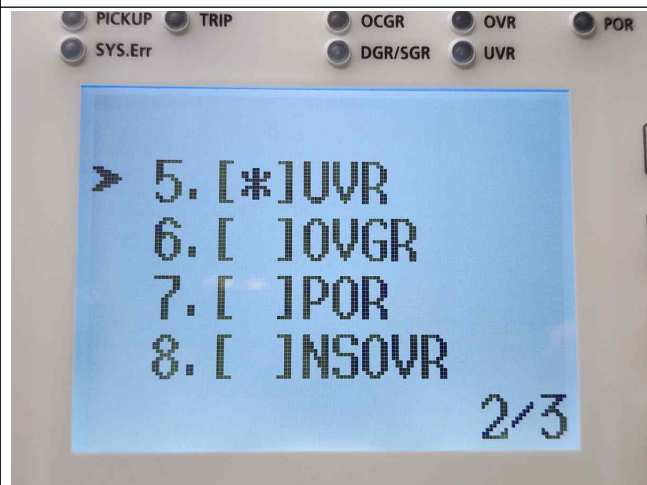 PICKUP TRIP OCGR OVR POR
SYS.Err DGR/SGR UVR
> 5.[*]UVR
6.[ ]OVGR
7.[ ]POR
8.[ ]NSOVR
2/3